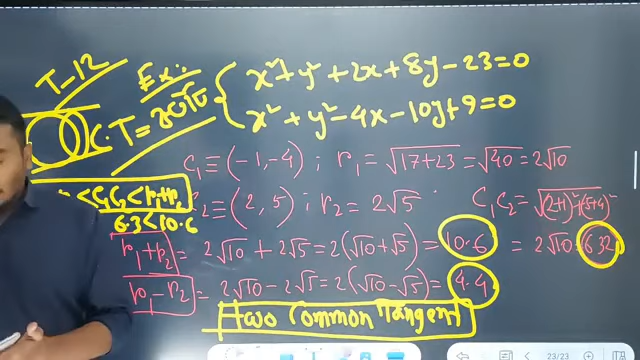 T-12
Ex:
x²+y²+2x+8y-23=0
C.T=
x²+y²-4x-10y+9=0
C₁≡(-1,-4) ; r₁=√17+23=√40=2√10
<C₁C₂<r₁+r₂
6.3<10.6
C₂≡(2,5) ; r₂=2√5 C₁C₂=√(2+1)²+(5+4)²
r₁+r₂=2√10+2√5=2(√10+√5)=10.6 =2√10 6.32
r₁-r₂=2√10-2√5=2(√10-√5)=4.4
Two Common Tangent
23/23